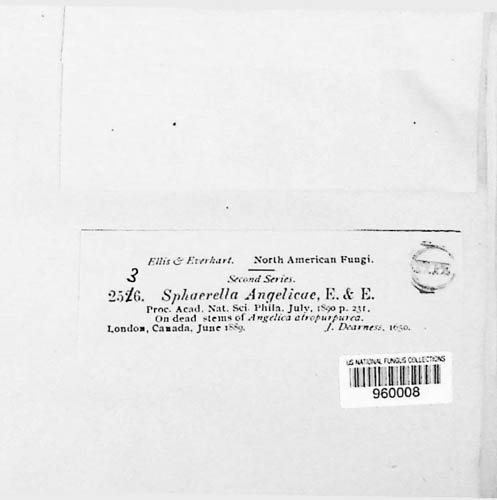 Ellis & Everhart. North American Fungi.
Second Series.
3
2526. Sphaerella Angelicae, E. & E.
Proc. Acad. Nat. Sci. Phila. July, 1890 p. 231.
On dead stems of Angelica atropurpurea.
London, Canada, June 1889. J. Dearness, 1650.
US NATIONAL FUNGUS COLLECTIONS
960008